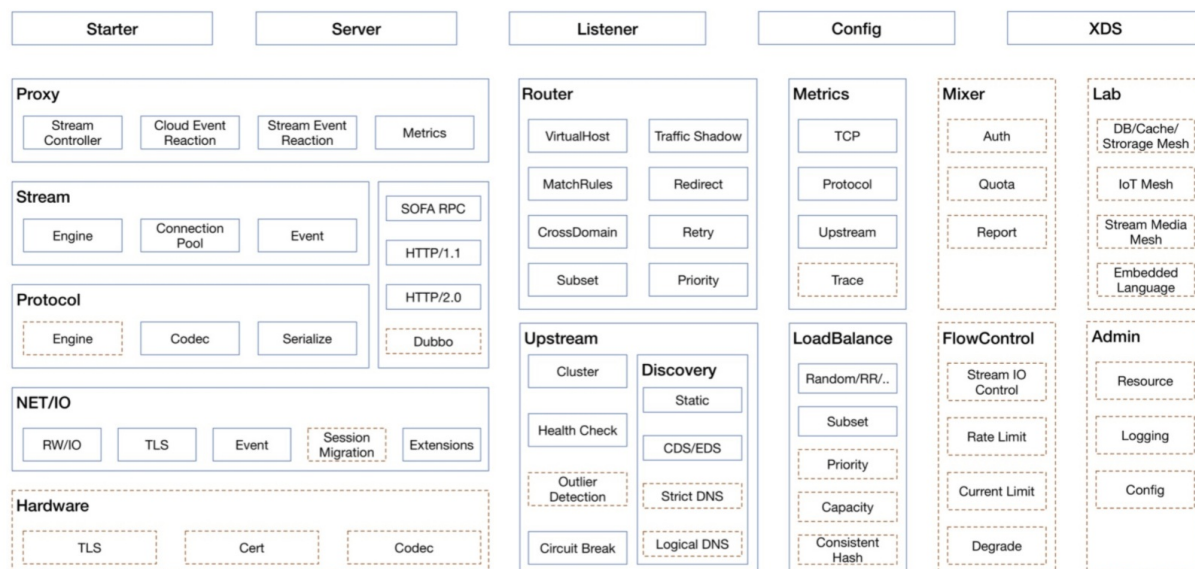 Starter
Server
Listener
Config
XDS
Proxy
Stream
Controller
Cloud Event
Reaction
Stream Event
Reaction
Metrics
Stream
Engine
Connection
Pool
Event
Protocol
Engine
Codec
Serialize
SOFA RPC
HTTP/1.1
HTTP/2.0
Dubbo
NET/IO
RW/IO
TLS
Event
Session
Migration
Extensions
Hardware
TLS
Cert
Codec
Router
VirtualHost
Traffic Shadow
MatchRules
Redirect
CrossDomain
Retry
Subset
Priority
Upstream
Cluster
Health Check
Outlier
Detection
Circuit Break
Discovery
Static
CDS/EDS
Strict DNS
Logical DNS
Metrics
TCP
Protocol
Upstream
Trace
LoadBalance
Random/RR/..
Subset
Priority
Capacity
Consistent
Hash
Mixer
Auth
Quota
Report
FlowControl
Stream IO
Control
Rate Limit
Current Limit
Degrade
Lab
DB/Cache/
Strorage Mesh
IoT Mesh
Stream Media
Mesh
Embedded
Language
Admin
Resource
Logging
Config